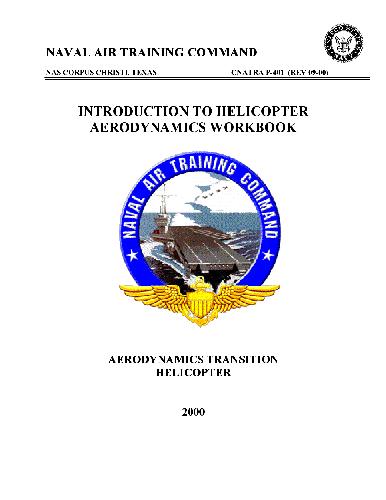 NAVAL AIR TRAINING COMMAND
NAS CORPUS CHRISTI, TEXAS CNATRA P-401 (REV 09-00)
INTRODUCTION TO HELICOPTER
AERODYNAMICS WORKBOOK
NAVAL AIR TRAINING COMMAND
AERODYNAMICS TRANSITION
HELICOPTER
2000